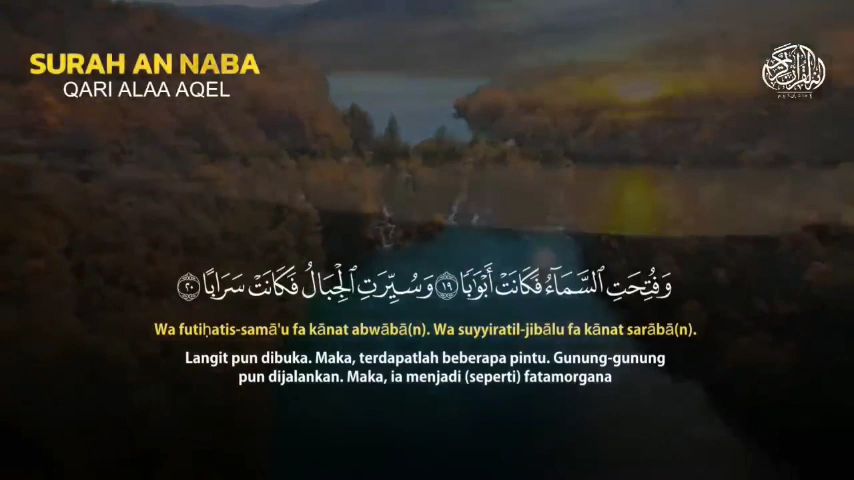 SURAH AN NABA
QARI ALAA AQEL
وَفُتِحَتِ ٱلسَّمَآءُ فَكَانَتْ أَبْوَٰبًا ١٩ وَسُيِّرَتِ ٱلْجِبَالُ فَكَانَتْ سَرَابًا ٢٠
Wa futiḥatis-samā'u fa kānat abwābā(n). Wa suyyiratil-jibālu fa kānat sarābā(n).
Langit pun dibuka. Maka, terdapatlah beberapa pintu. Gunung-gunung
pun dijalankan. Maka, ia menjadi (seperti) fatamorgana